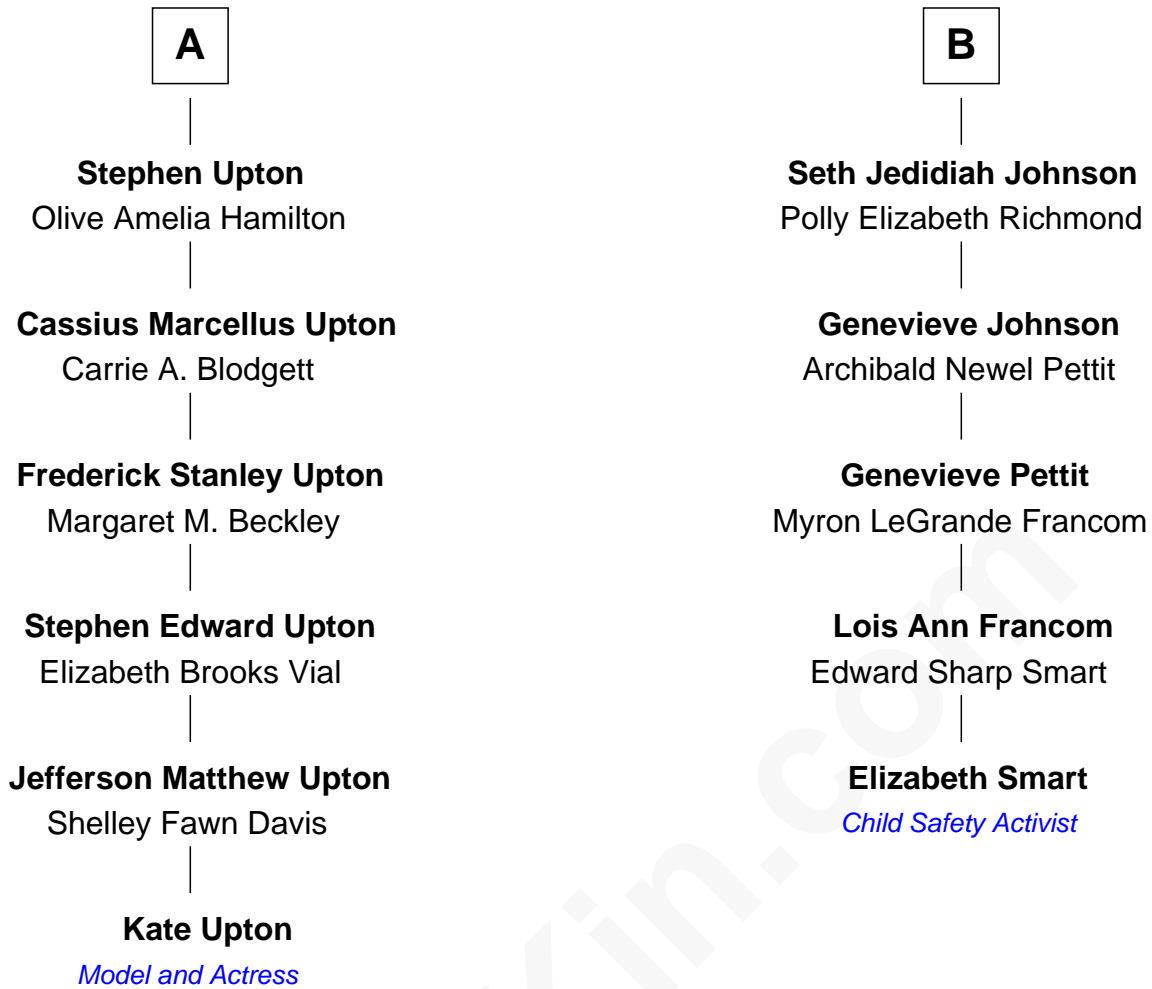 A
Stephen Upton
Olive Amelia Hamilton
Cassius Marcellus Upton
Carrie A. Blodgett
Frederick Stanley Upton
Margaret M. Beckley
Stephen Edward Upton
Elizabeth Brooks Vial
Jefferson Matthew Upton
Shelley Fawn Davis
Kate Upton
Model and Actress
B
Seth Jedidiah Johnson
Polly Elizabeth Richmond
Genevieve Johnson
Archibald Newel Pettit
Genevieve Pettit
Myron LeGrande Francom
Lois Ann Francom
Edward Sharp Smart
Elizabeth Smart
Child Safety Activist
Kin.com